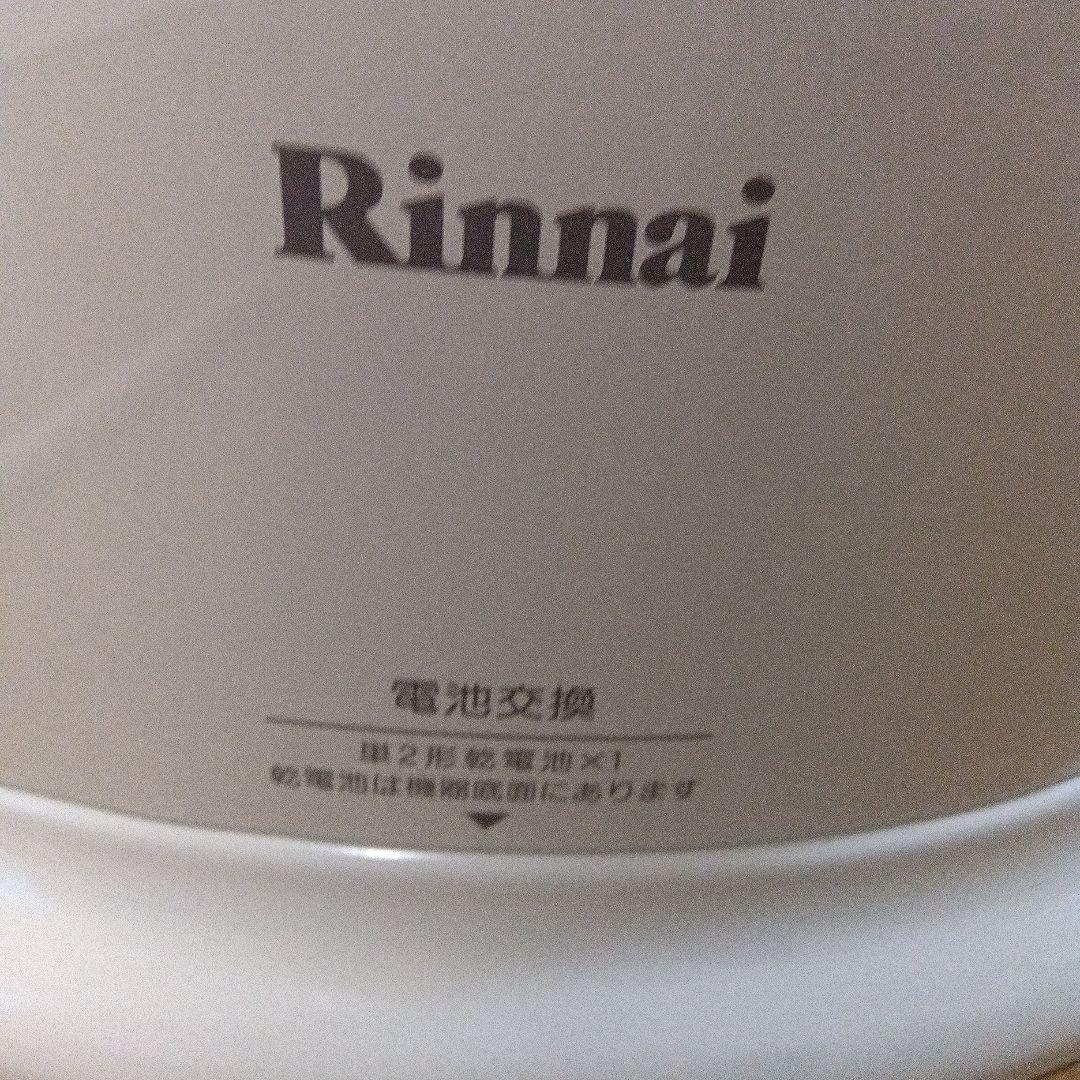 Rinnai
電池交換
単2形乾電池×1
乾電池は機器底面にあります